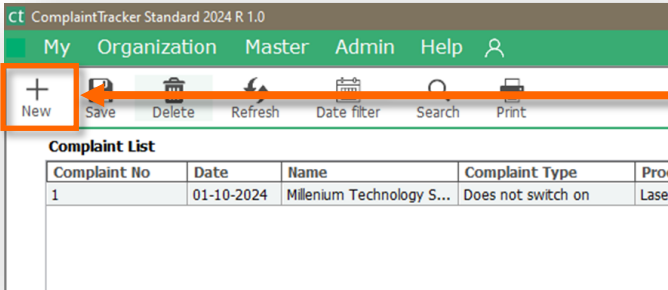 ct ComplaintTracker Standard 2024 R 1.0
My Organization Master Admin Help
New Save Delete Refresh Date filter Search Print
Complaint List
Complaint No Date Name Complaint Type Pro
1 01-10-2024 Millenium Technology S... Does not switch on Lase